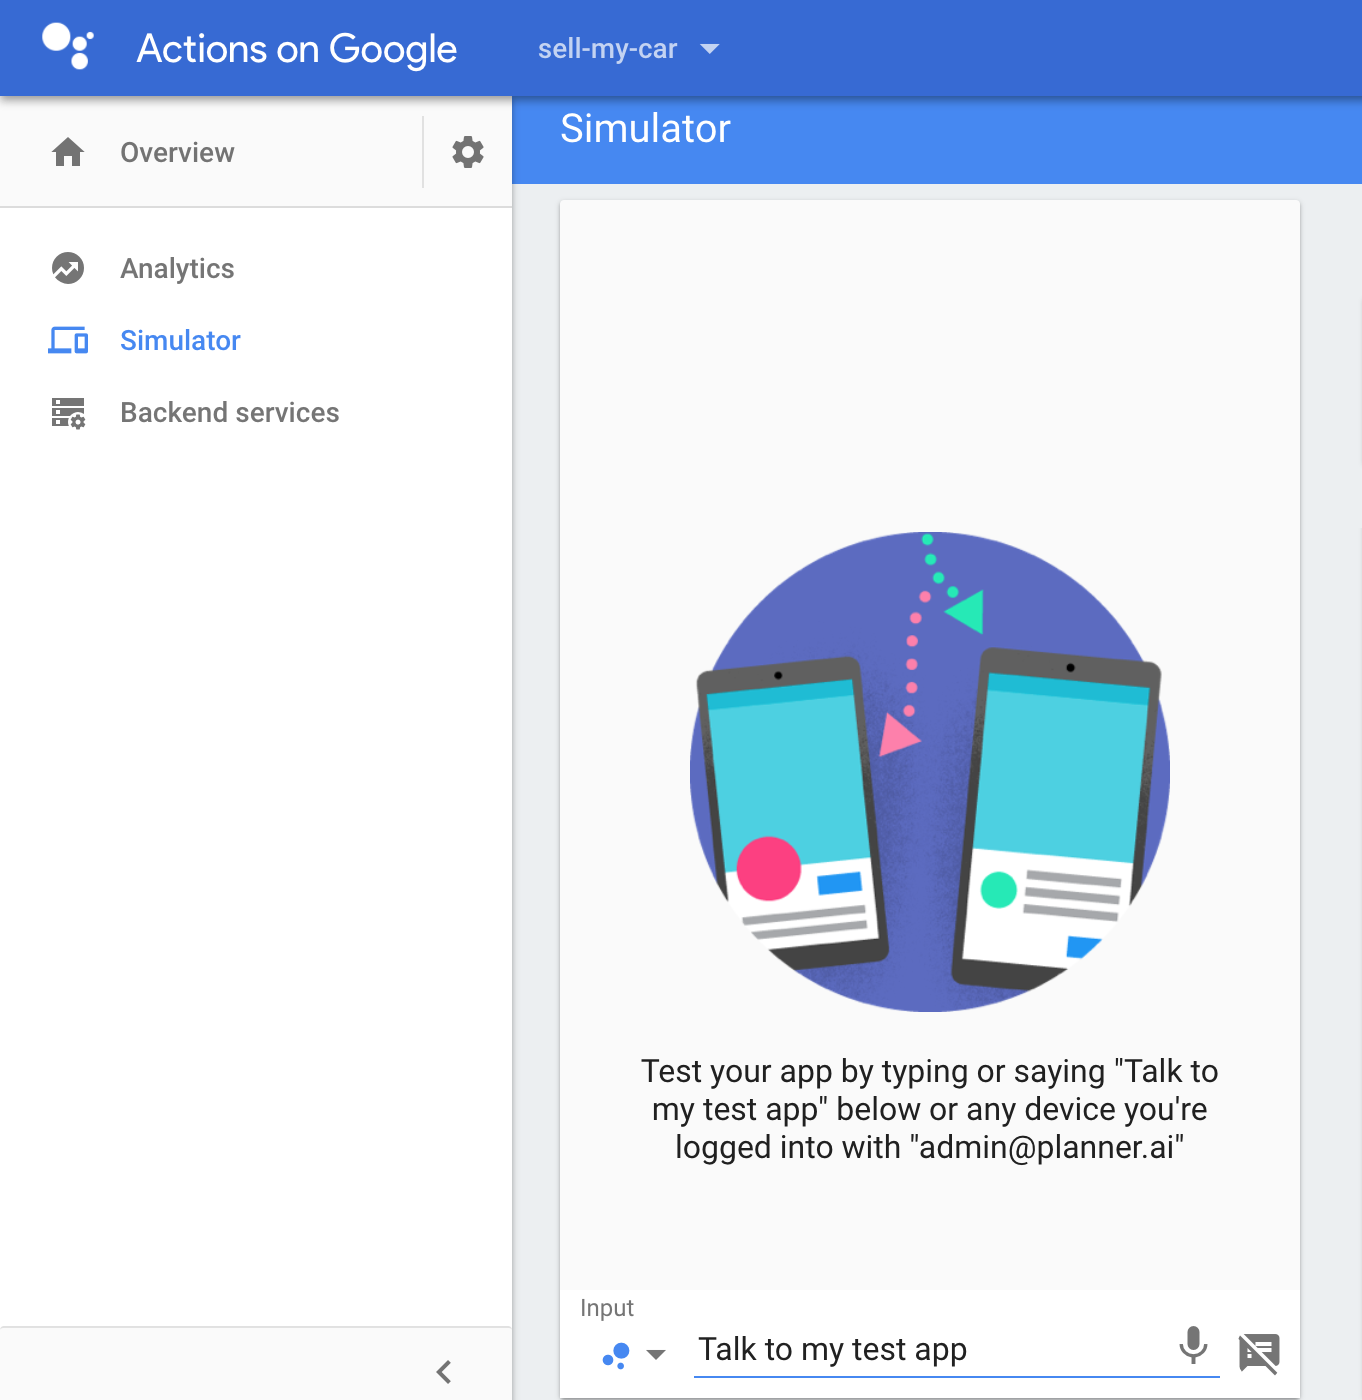 Actions on Google
sell-my-car
Overview
Simulator
Analytics
Simulator
Backend services
Test your app by typing or saying "Talk to
my test app" below or any device you're
logged into with "admin@planner.ai"
Input
Talk to my test app